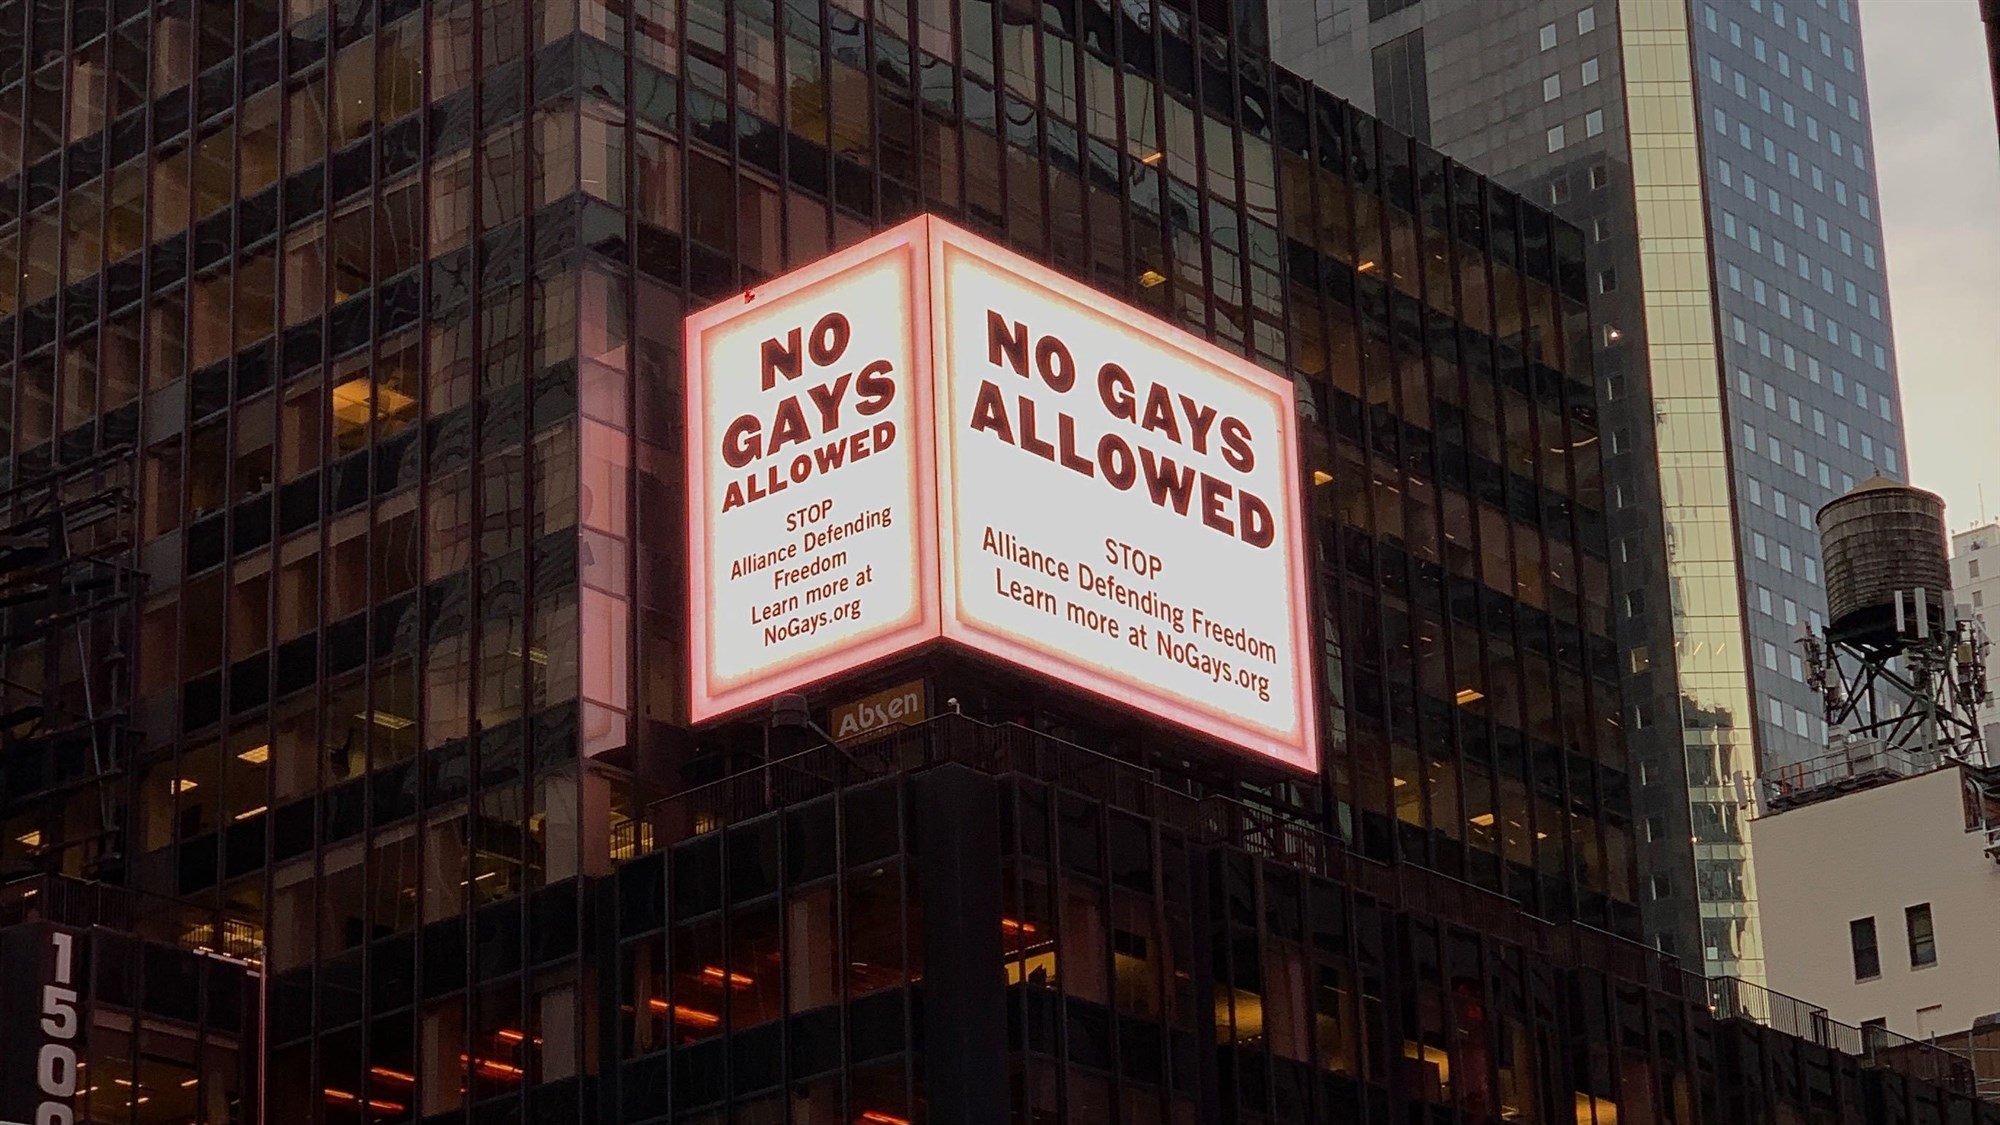 NO
GAYS
ALLOWED
STOP
Alliance Defending
Freedom
Learn more at
NoGays.org
NO GAYS
ALLOWED
STOP
Alliance Defending Freedom
Learn more at NoGays.org
Absen
1500